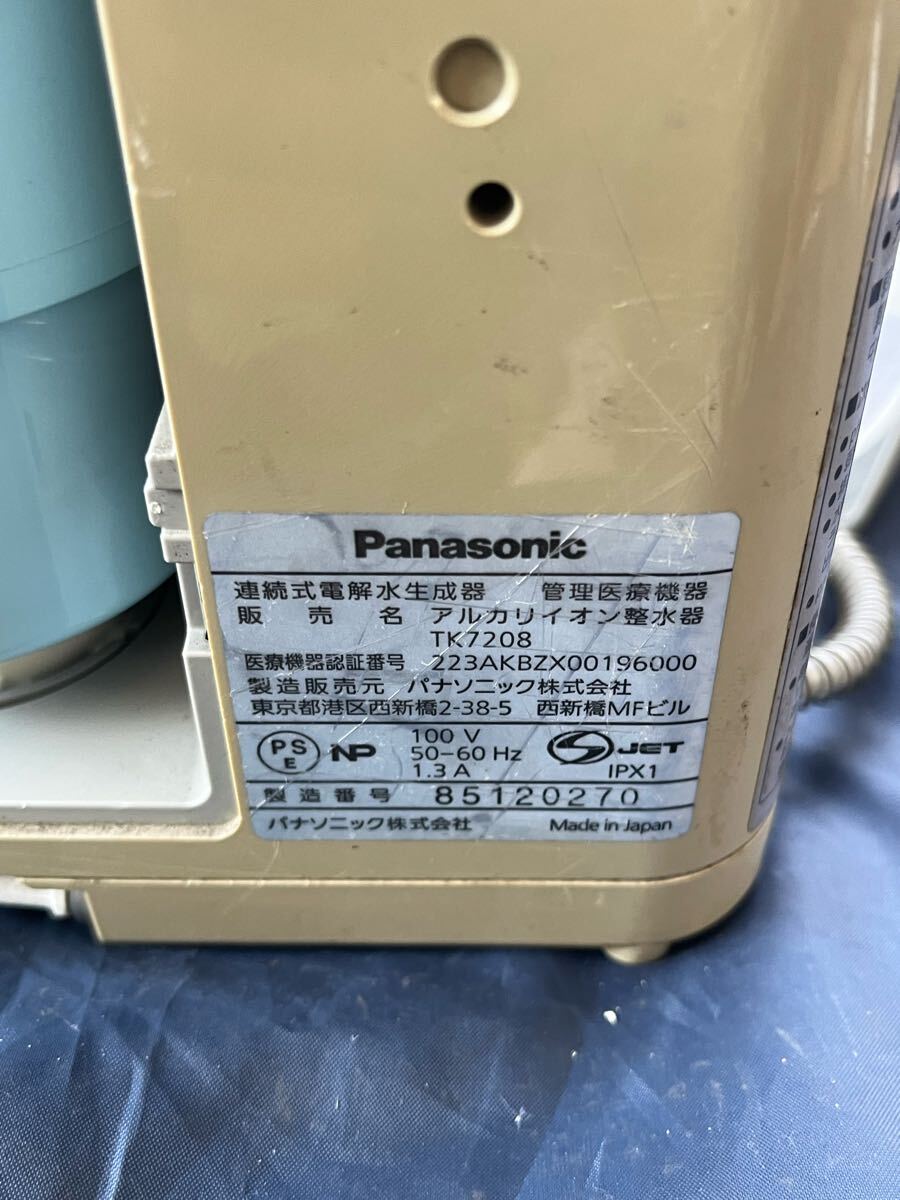 Panasonic
連続式電解水生成器 管理医療機器
販売名 アルカリイオン整水器
TK7208
医療機器認証番号 223AKBZX00196000
製造販売元 パナソニック株式会社
東京都港区西新橋2-38-5 西新橋MFビル
PSE NP 100 V
50-60 Hz
1.3 A
JET
IPX1
製造番号 85120270
パナソニック株式会社 Made in Japan